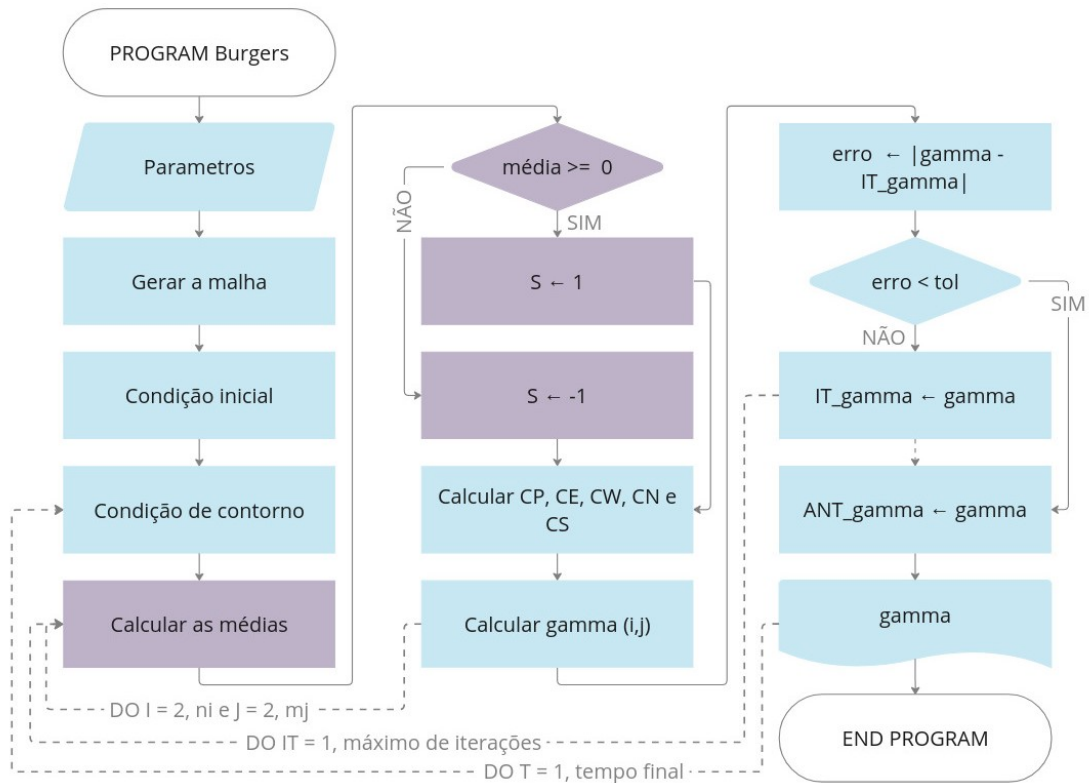 PROGRAM Burgers
Parametros
Gerar a malha
Condição inicial
Condição de contorno
Calcular as médias
média >= 0
NÃO
SIM
S ← 1
S ← -1
Calcular CP, CE, CW, CN e
CS
Calcular gamma (i,j)
erro ← |gamma -
IT_gamma|
erro < tol
SIM
NÃO
IT_gamma ← gamma
ANT_gamma ← gamma
gamma
END PROGRAM
DO I = 2, ni e J = 2, mj
DO IT = 1, máximo de iterações
DO T = 1, tempo final